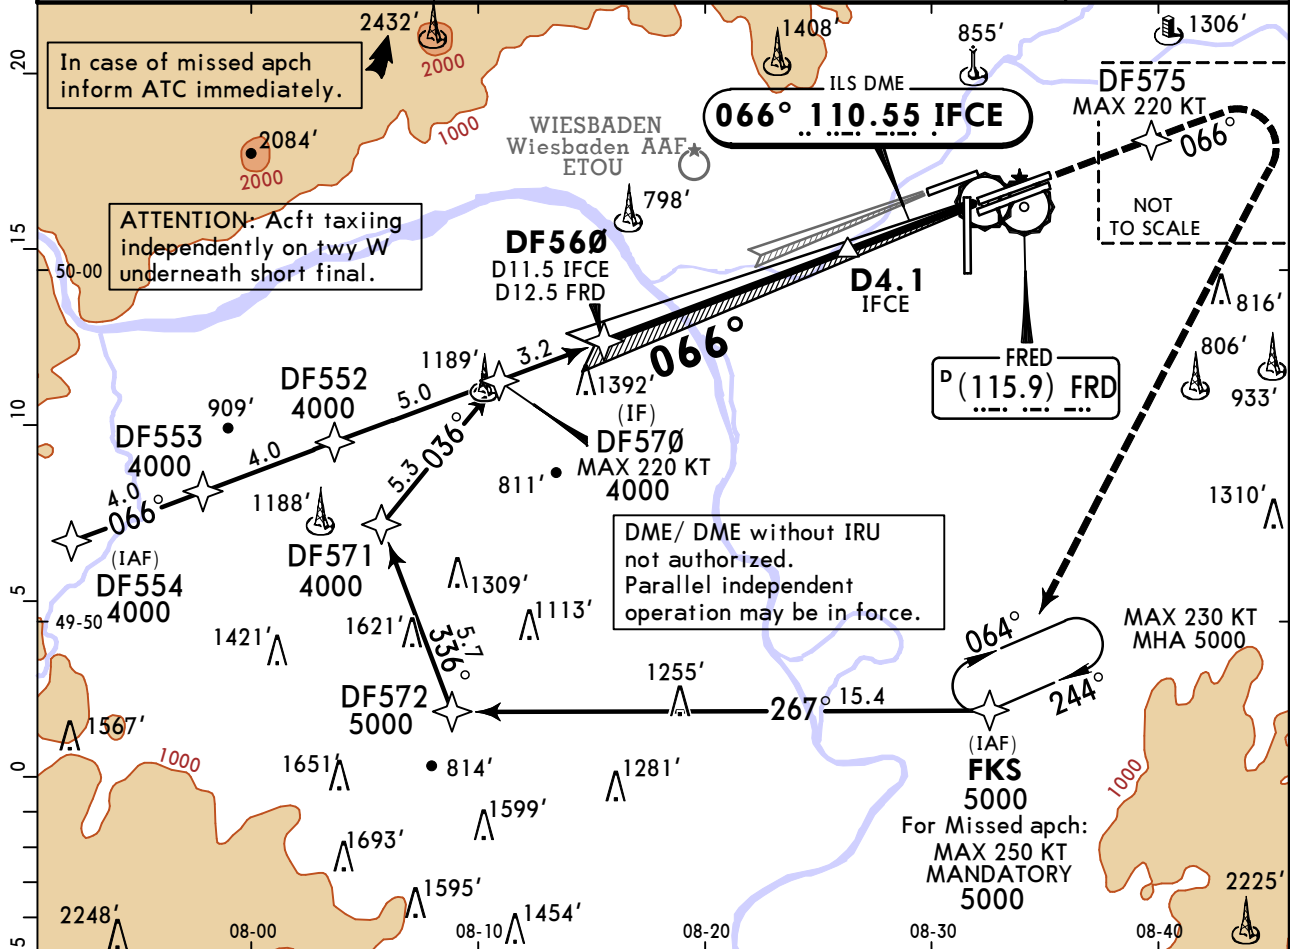 2432'
1408'
855'
1306'
20
In case of missed apch
inform ATC immediately.
2000
ILS DME
066° 110.55 IFCE
DF575
MAX 220 KT
066°
1000
2084'
2000
WIESBADEN
Wiesbaden AAF
ETOU
798'
NOT
TO SCALE
ATTENTION: Acft taxiing
independently on twy W
underneath short final.
15
50-00
DF560
D11.5 IFCE
D12.5 FRD
D4.1
IFCE
816'
066°
FRED
D (115.9) FRD
806'
933'
1189'
3.2
1392'
DF552
4000
5.0
909'
10
DF553
4000
4.0
036°
(IF)
DF570
MAX 220 KT
4000
811'
5.3
4.0
066°
1188'
1310'
(IAF)
DF554
4000
DF571
4000
DME/ DME without IRU
not authorized.
Parallel independent
operation may be in force.
1309'
1113'
5
49-50
1421'
1621'
5.7
336°
064°
MAX 230 KT
MHA 5000
1255'
244°
DF572
5000
267° 15.4
1567'
(IAF)
FKS
5000
For Missed apch:
MAX 250 KT
MANDATORY
5000
1000
1651'
814'
1281'
0
1000
1599'
1693'
1595'
2225'
2248'
1454'
5
08-00
08-10
08-20
08-30
08-40